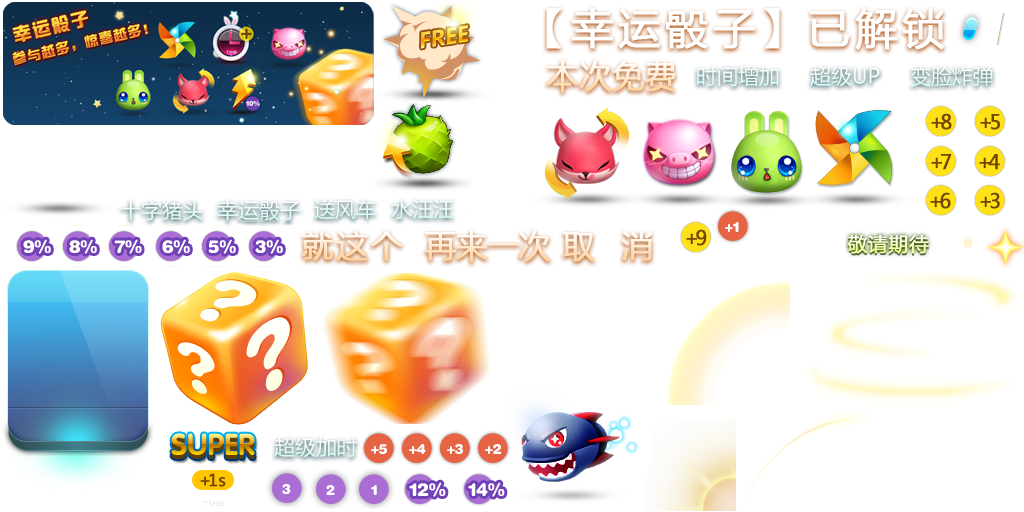 幸运骰子
参与越多，惊喜越多！
10%
FREE
【幸运骰子】已解锁
本次免费 时间增加 超级UP 变脸炸弹
+8 +5
+7 +4
+6 +3
十字猪头 幸运骰子 送风车 水汪汪
9% 8% 7% 6% 5% 3%
就这个 再来一次 取 消
+9 +1
敬请期待
? ? ?
? ? ?
SUPER
超级加时 +5 +4 +3 +2
+1s
3 2 1 12% 14%
TIME